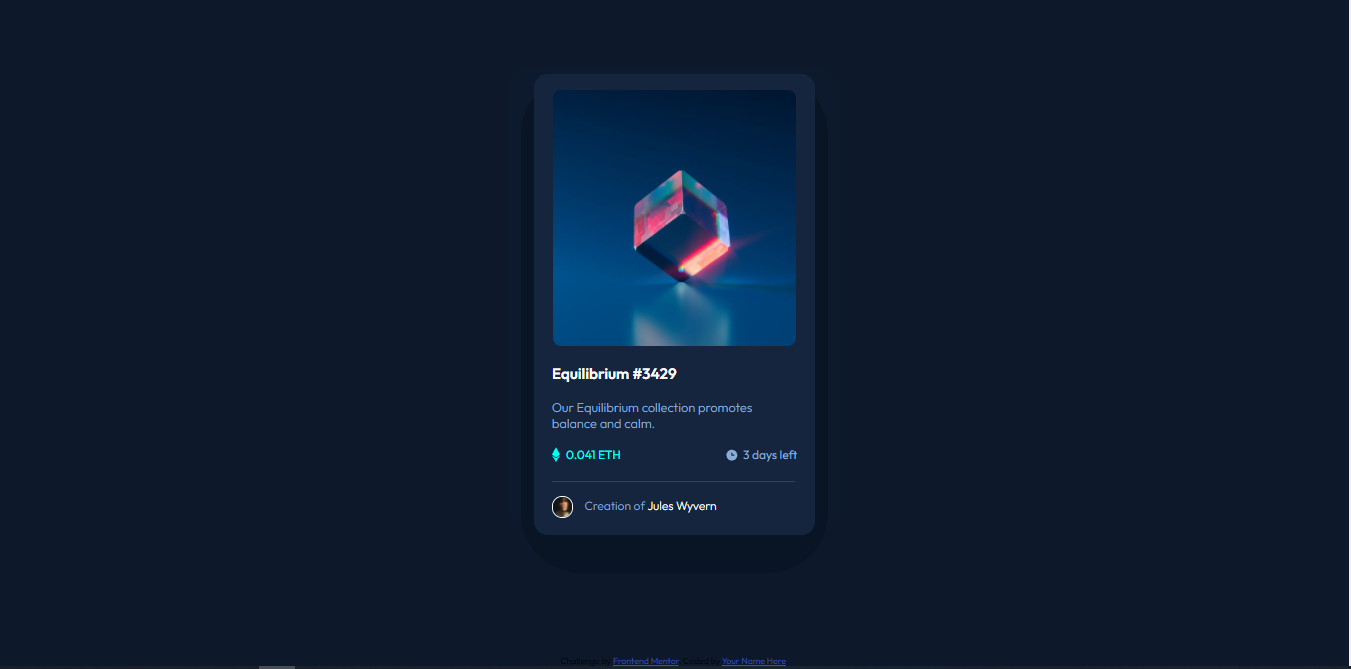 Equilibrium #3429
Our Equilibrium collection promotes
balance and calm.
0.041 ETH
3 days left
Creation of Jules Wyvern
Challenge by Frontend Mentor. Coded by Your Name Here.